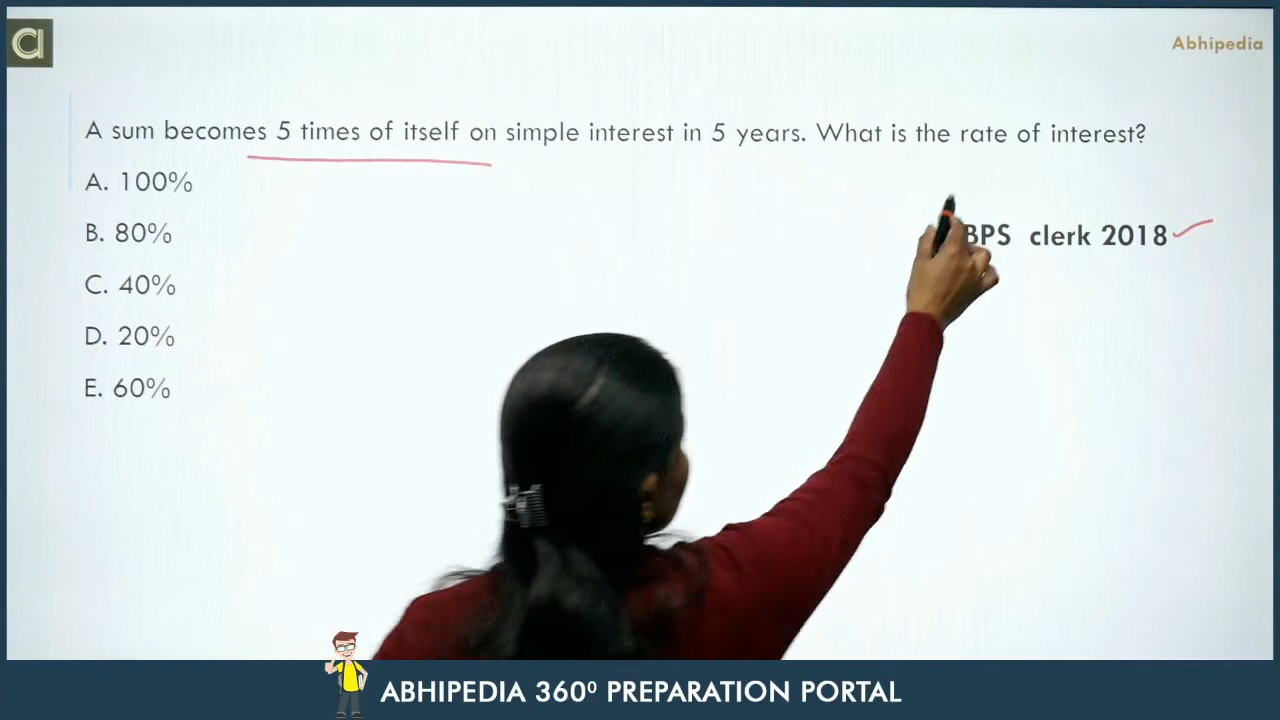 Abhipedia
A sum becomes 5 times of itself on simple interest in 5 years. What is the rate of interest?
A. 100%
B. 80%
BPS clerk 2018
C. 40%
D. 20%
E. 60%
ABHIPEDIA 360⁰ PREPARATION PORTAL